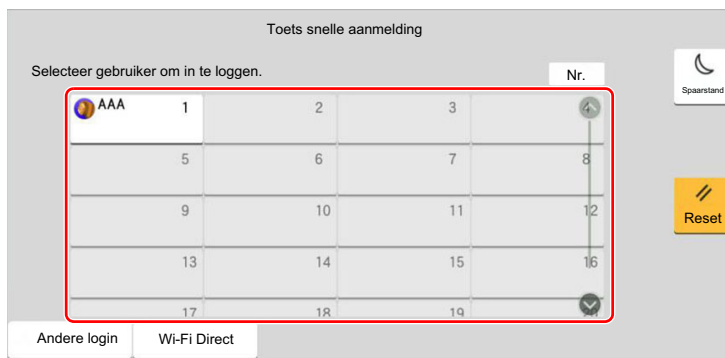 Toets snelle aanmelding
Selecteer gebruiker om in te loggen.
Nr.
Spaarstand
AAA 1 2 3 4
5 6 7 8
9 10 11 12
Reset
13 14 15 16
17 18 19
Andere login Wi-Fi Direct